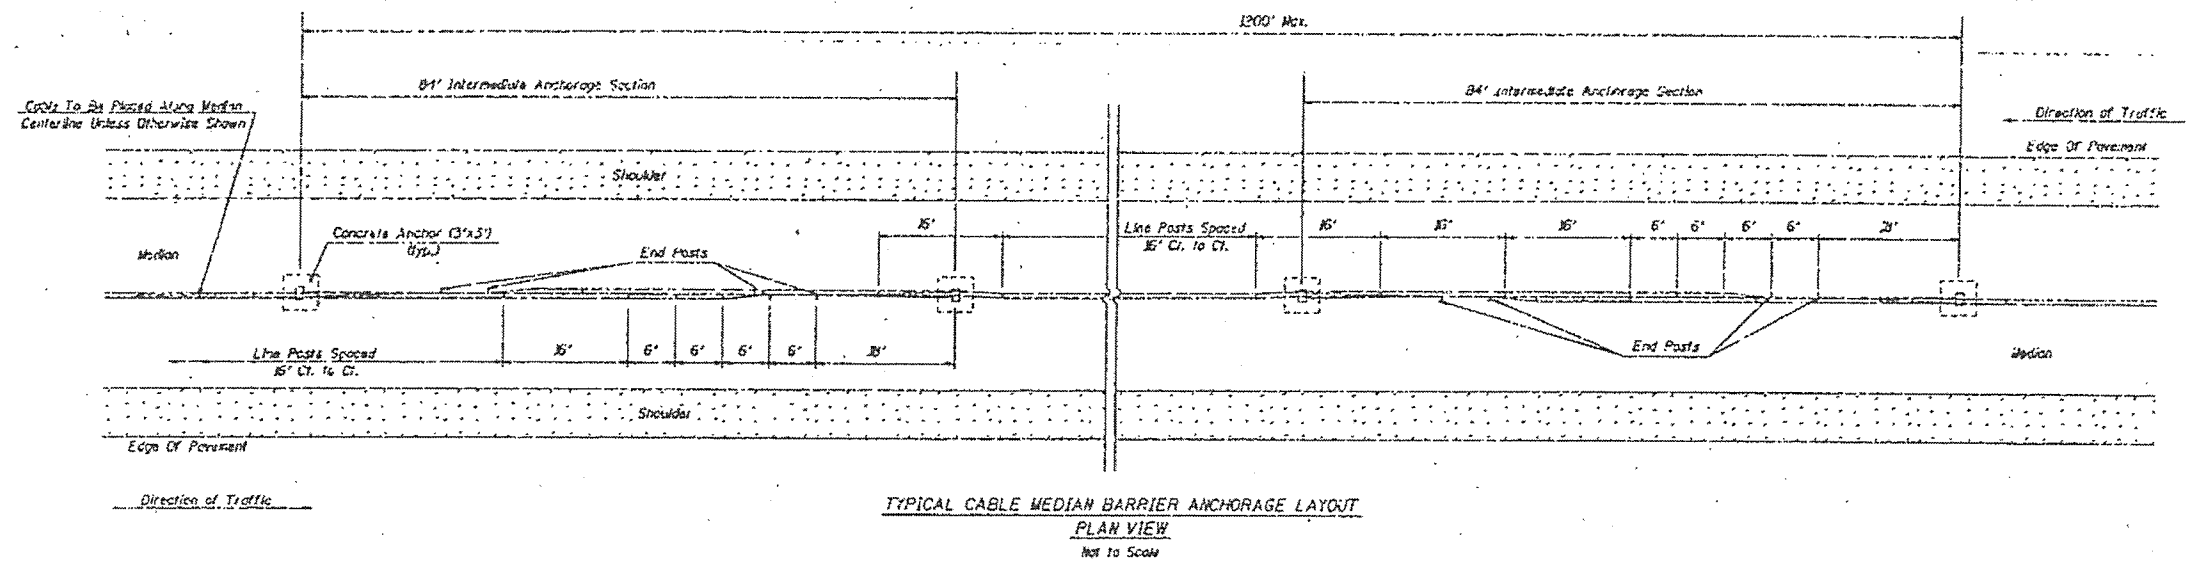 1200' Max.
84' Intermediate Anchorage Section
84' Intermediate Anchorage Section
Cable To Be Placed Along Median
Centerline Unless Otherwise Shown
Direction of Traffic
Edge Of Pavement
Shoulder
16'
Line Posts Spaced
16' Ct. to Ct.
16'
16'
16'
6'
6'
6'
6'
Concrete Anchor (3'x3')
(typ.)
End Posts
Median
Line Posts Spaced
16' Ct. to Ct.
16'
6'
6'
6'
6'
18'
End Posts
Median
Shoulder
Edge Of Pavement
Direction of Traffic
TYPICAL CABLE MEDIAN BARRIER ANCHORAGE LAYOUT
PLAN VIEW
Not to Scale